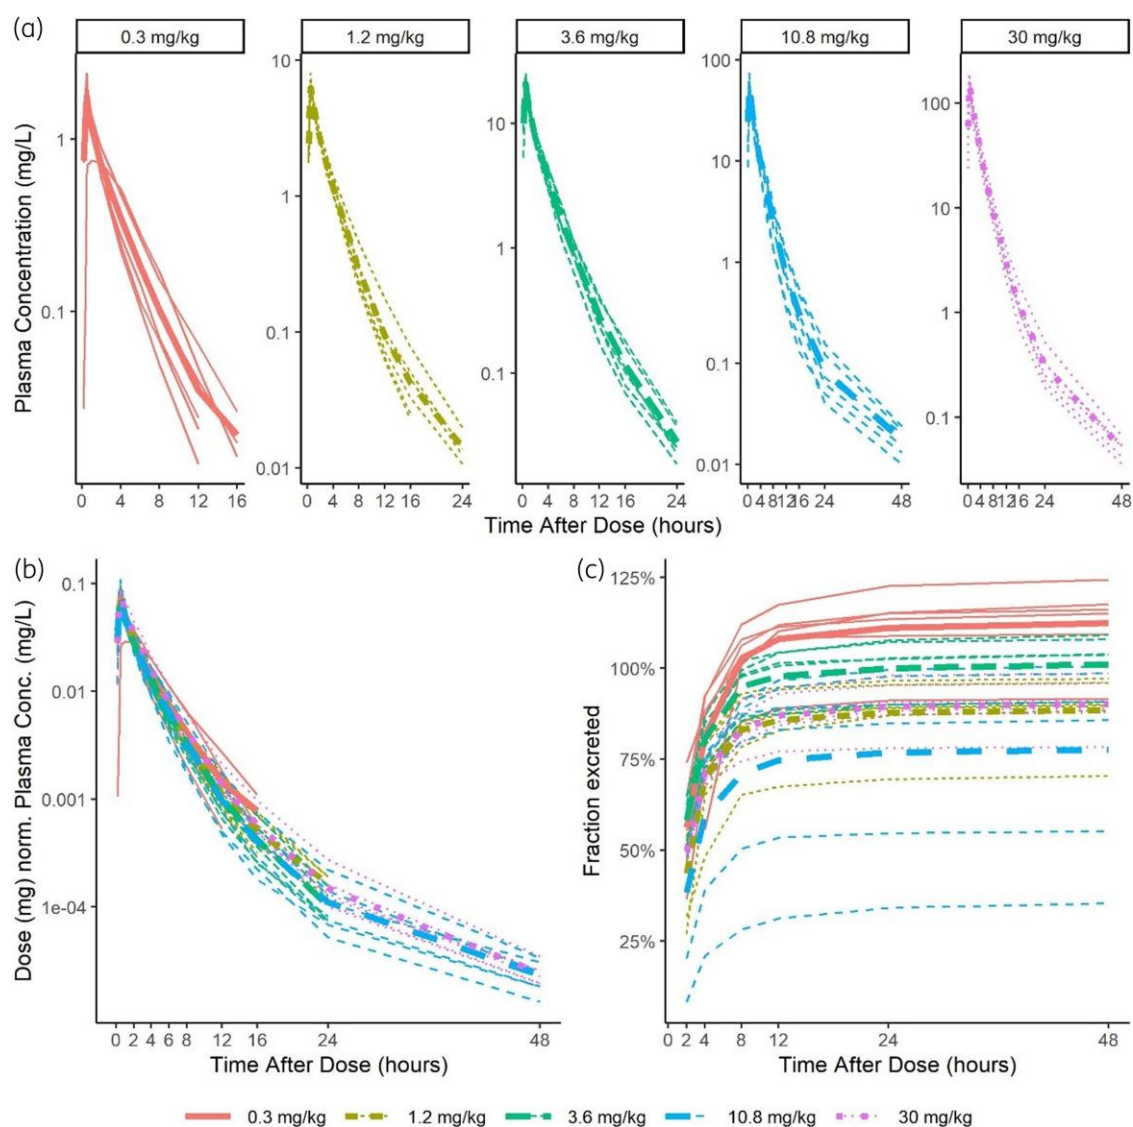 (a)
0.3 mg/kg 1.2 mg/kg 3.6 mg/kg 10.8 mg/kg 30 mg/kg
Plasma Concentration (mg/L)
1
0.1
0 4 8 12 16
10
1
0.1
0.01
0 4 8 12 16 24
10
1
0.1
0 4 8 12 16 24
100
10
1
0.1
0.01
0 4 8 12 16 24 48
100
10
1
0.1
0 4 8 12 16 24 48
Time After Dose (hours)
(b)
Dose (mg) norm. Plasma Conc. (mg/L)
0.1
0.01
0.001
1e-04
0 2 4 6 8 12 16 24 48
Time After Dose (hours)
(c)
Fraction excreted
125%
100%
75%
50%
25%
0 2 4 8 12 24 48
Time After Dose (hours)
0.3 mg/kg 1.2 mg/kg 3.6 mg/kg 10.8 mg/kg 30 mg/kg